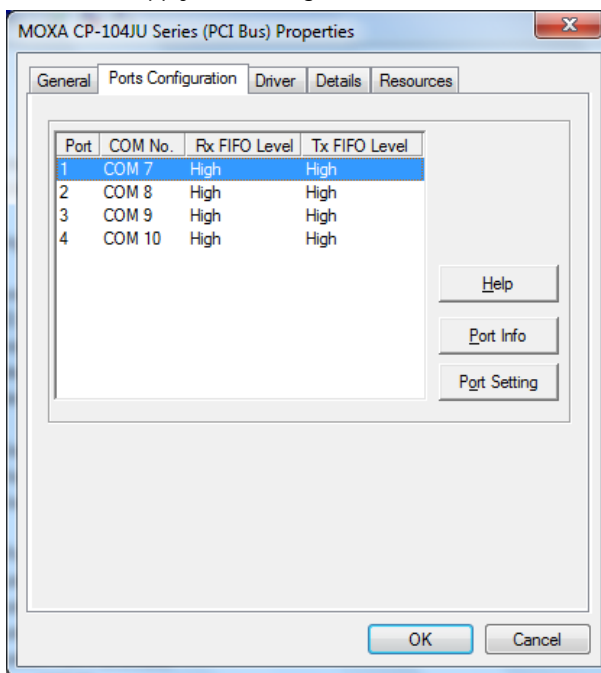 MOXA CP-104JU Series (PCI Bus) Properties
General Ports Configuration Driver Details Resources
Port COM No. Rx FIFO Level Tx FIFO Level
1 COM 7 High High
2 COM 8 High High
3 COM 9 High High
4 COM 10 High High
Help
Port Info
Port Setting
OK Cancel